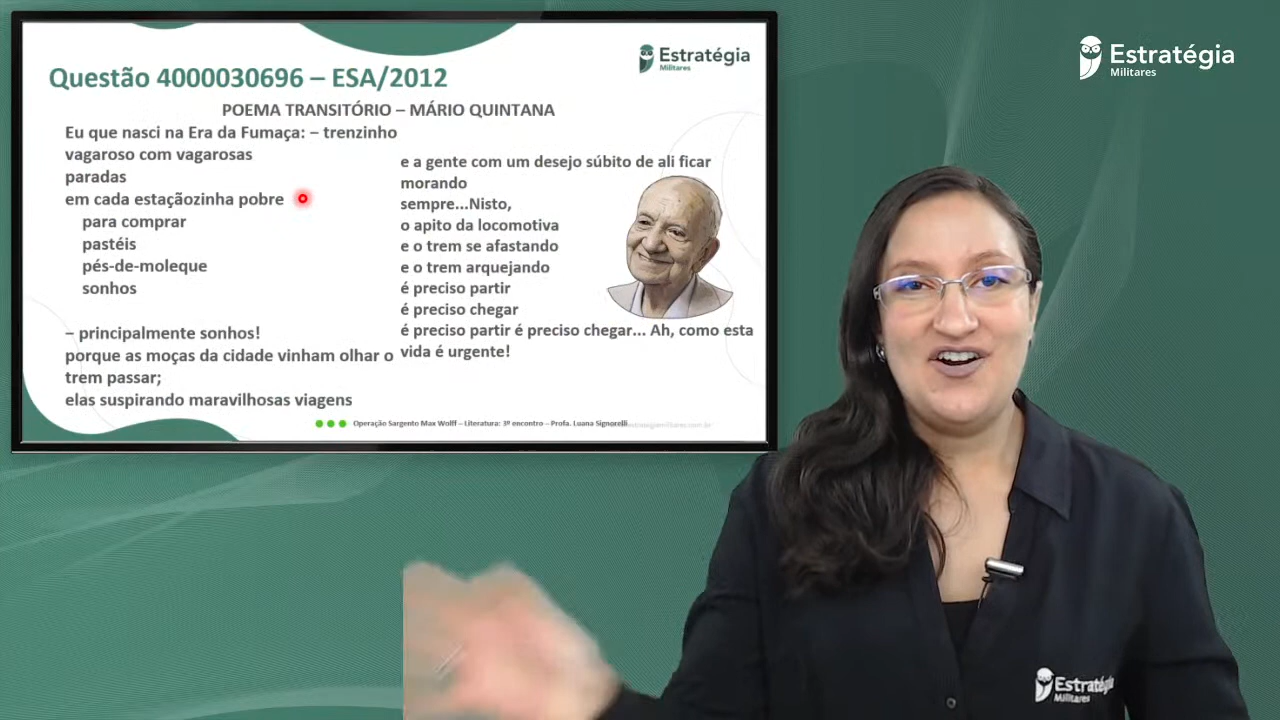 Questão 4000030696 – ESA/2012
Estratégia
Militares
POEMA TRANSITÓRIO – MÁRIO QUINTANA
Eu que nasci na Era da Fumaça: – trenzinho
vagaroso com vagarosas
paradas
em cada estaçãozinha pobre
para comprar
pastéis
pés-de-moleque
sonhos
– principalmente sonhos!
porque as moças da cidade vinham olhar o
trem passar;
elas suspirando maravilhosas viagens
e a gente com um desejo súbito de ali ficar
morando
sempre...Nisto,
o apito da locomotiva
e o trem se afastando
e o trem arquejando
é preciso partir
é preciso chegar
é preciso partir é preciso chegar... Ah, como esta
vida é urgente!
Operação Sargento Max Wolff – Literatura: 3º encontro – Profa. Luana Signorelli
Estratégia
Militares
Estratégia
Militares